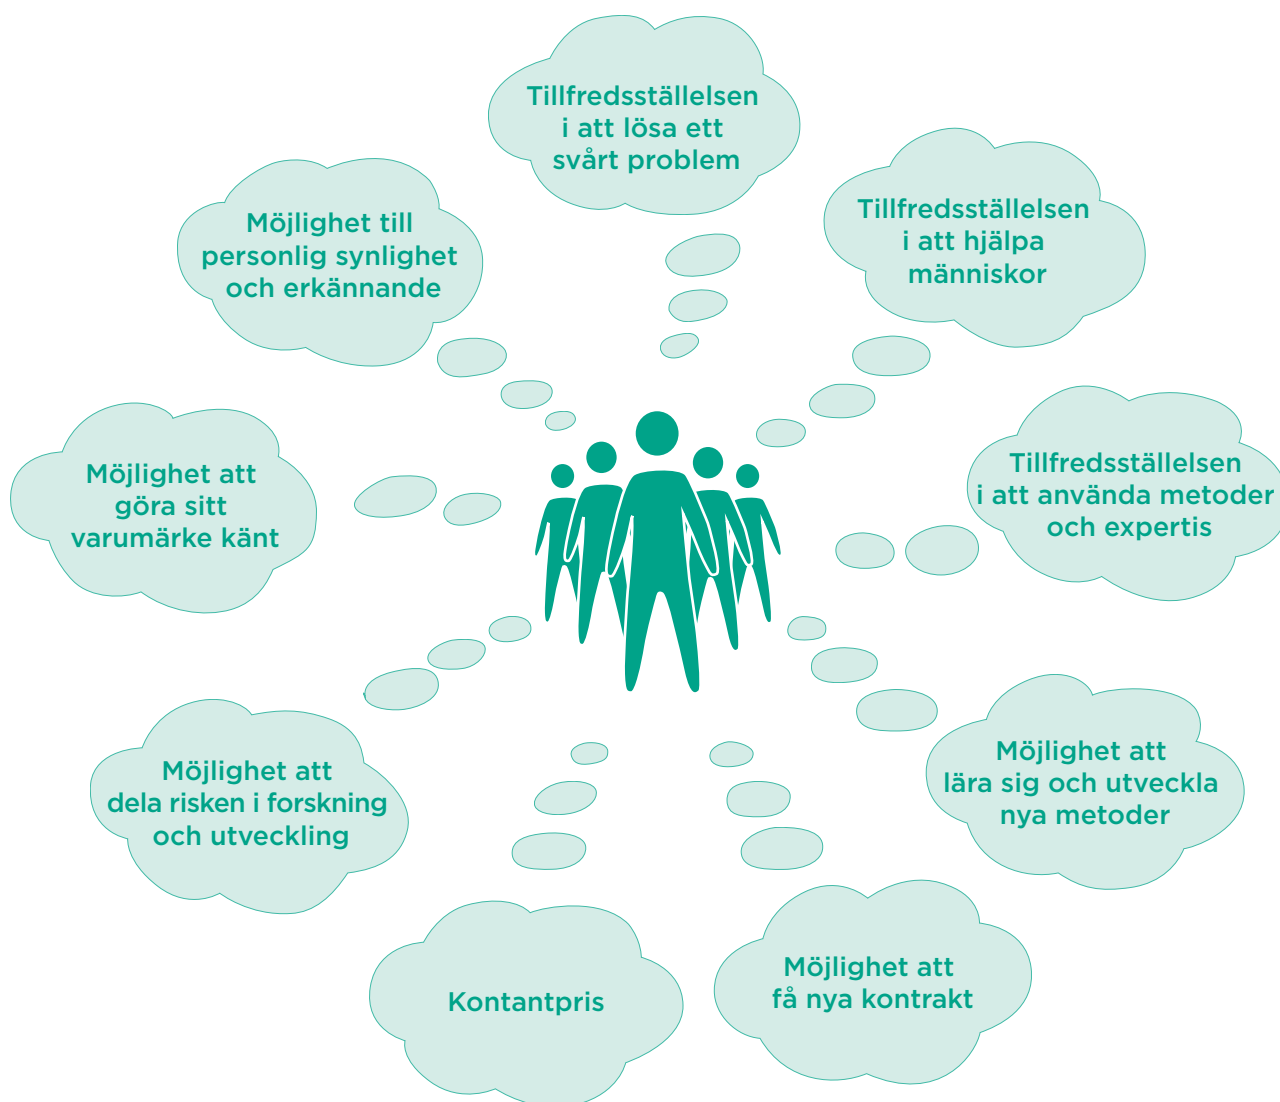 Tillfredsställelsen
i att lösa ett
svårt problem
Tillfredsställelsen
i att hjälpa
människor
Tillfredsställelsen
i att använda metoder
och expertis
Möjlighet att
lära sig och utveckla
nya metoder
Möjlighet att
få nya kontrakt
Kontantpris
Möjlighet att
dela risken i forskning
och utveckling
Möjlighet att
göra sitt
varumärke känt
Möjlighet till
personlig synlighet
och erkännande